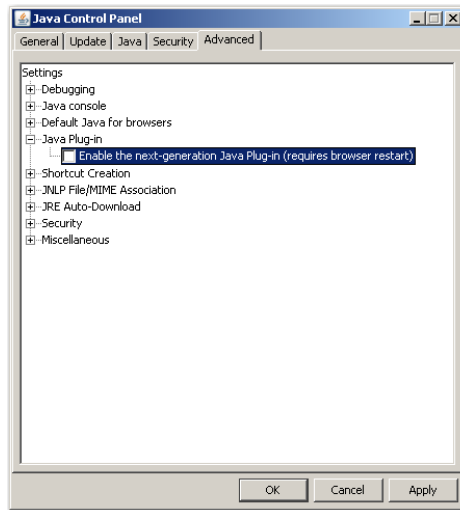 Java Control Panel
General Update Java Security Advanced
Settings
Debugging
Java console
Default Java for browsers
Java Plug-in
Enable the next-generation Java Plug-in (requires browser restart)
Shortcut Creation
JNLP File/MIME Association
JRE Auto-Download
Security
Miscellaneous
OK Cancel Apply